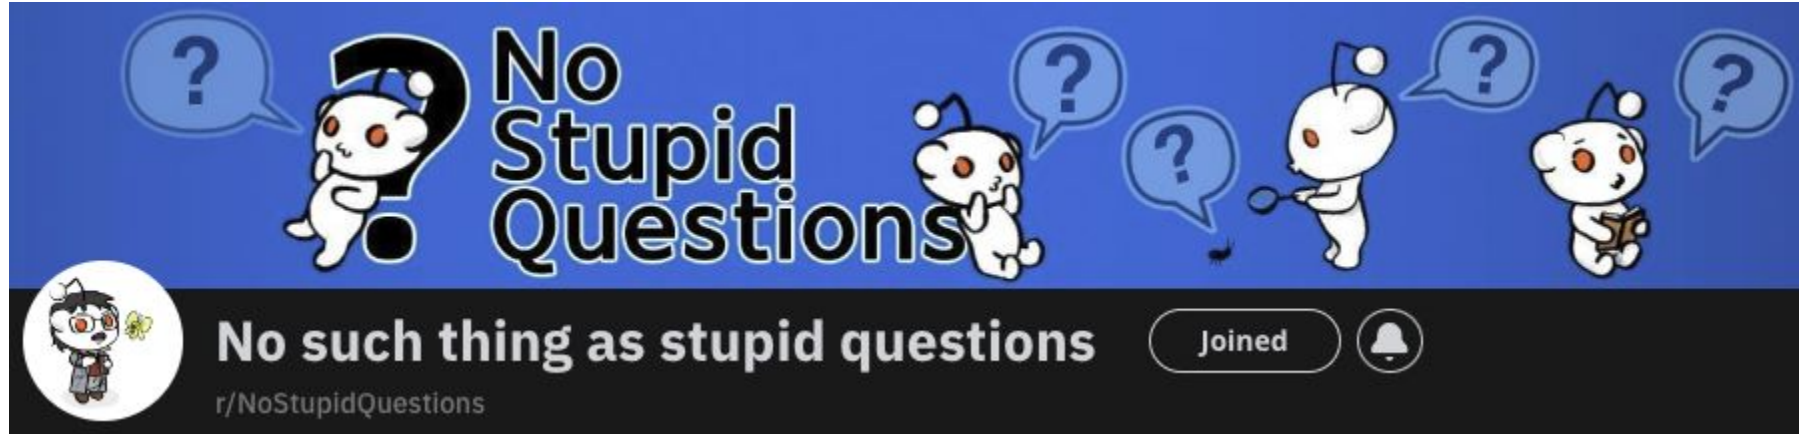 ?
No
Stupid
Questions
?
?
?
?
?
No such thing as stupid questions
Joined
r/NoStupidQuestions